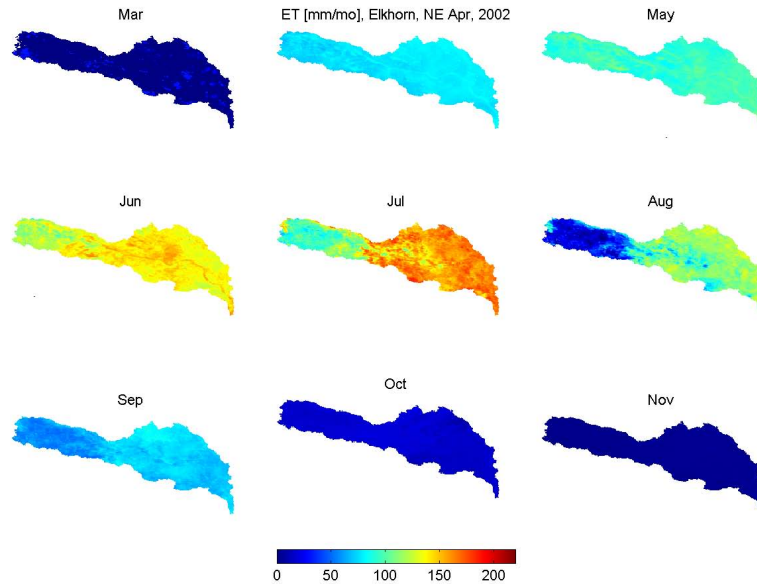 Mar
ET [mm/mo], Elkhorn, NE Apr, 2002
May
Jun
Jul
Aug
Sep
Oct
Nov
0 50 100 150 200